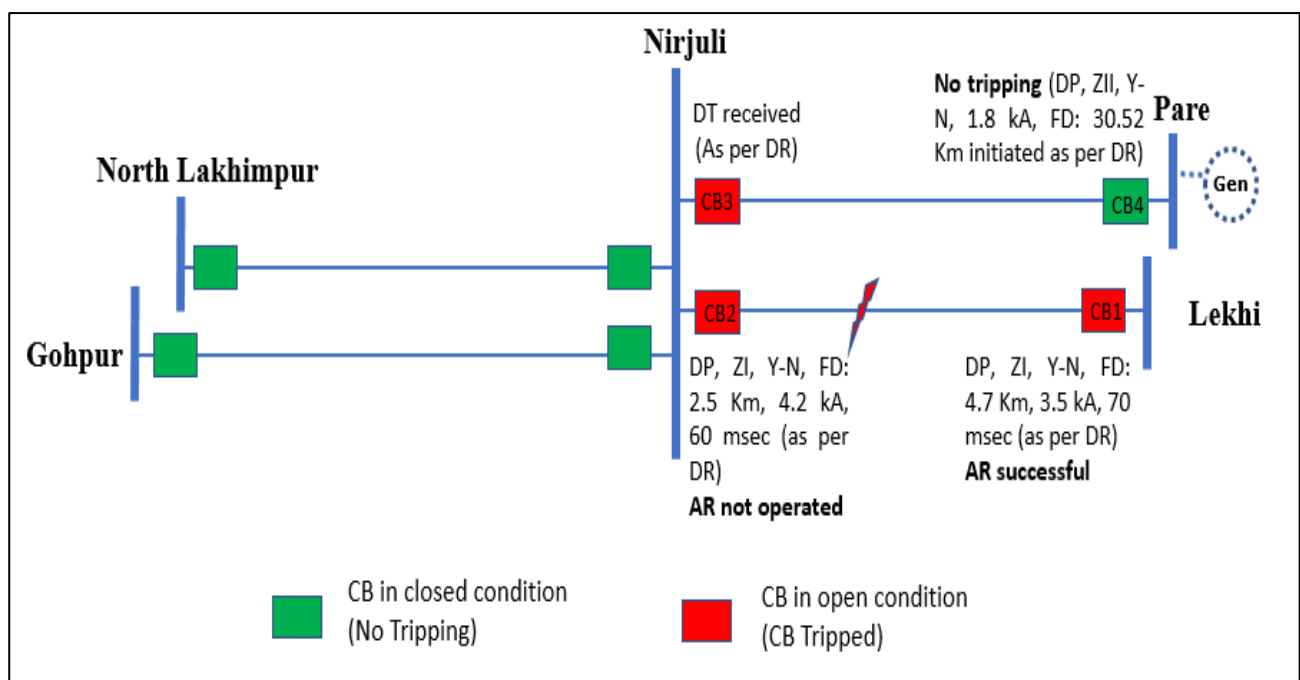 Nirjuli
DT received
(As per DR)
No tripping (DP, ZII, Y-
N, 1.8 kA, FD: 30.52
Km initiated as per DR)
Pare
Gen
North Lakhimpur
CB3
CB4
CB2
CB1
Lekhi
Gohpur
DP, ZI, Y-N, FD:
2.5 Km, 4.2 kA,
60 msec (as per
DR)
AR not operated
DP, ZI, Y-N, FD:
4.7 Km, 3.5 kA, 70
msec (as per DR)
AR successful
CB in closed condition
(No Tripping)
CB in open condition
(CB Tripped)